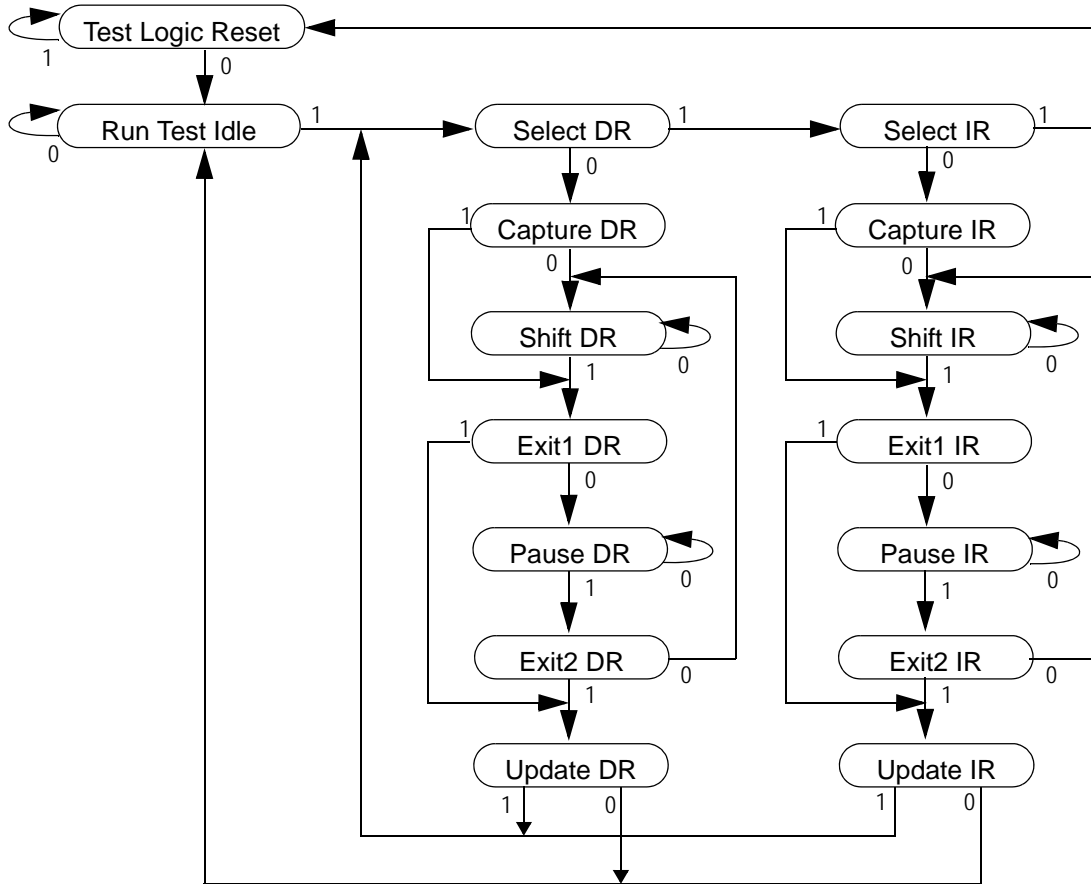 Test Logic Reset
1
0
Run Test Idle
0
1
Select DR
1
Select IR
1
0
0
1
Capture DR
1
Capture IR
0
0
Shift DR
0
Shift IR
0
1
1
1
Exit1 DR
1
Exit1 IR
0
0
Pause DR
0
Pause IR
0
1
1
Exit2 DR
0
Exit2 IR
0
1
1
Update DR
Update IR
1
0
1
0